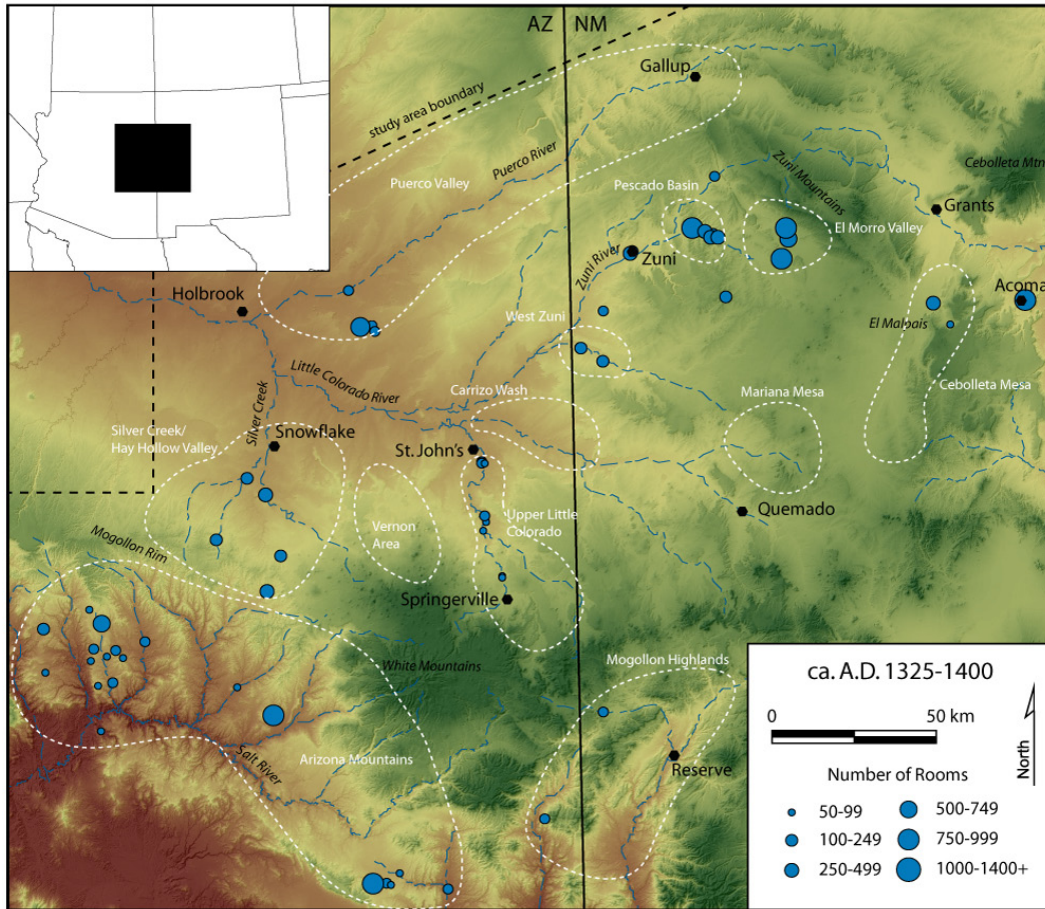 AZ NM
Gallup
study area boundary
Puerco River
Puerco Valley
Zuni Mountains
Cebolleta Mtn
Pescado Basin
Grants
El Morro Valley
Zuni River
Zuni
Holbrook
Acoma
West Zuni
El Malpais
Little Colorado River
Carrizo Wash
Mariana Mesa
Cebolleta Mesa
Silver Creek/
Hay Hollow Valley
Silver Creek
Snowflake
St. John's
Quemado
Vernon
Area
Upper Little
Colorado
Mogollon Rim
Springerville
White Mountains
Mogollon Highlands
Salt River
Arizona Mountains
Reserve
ca. A.D. 1325-1400
0 50 km
North
Number of Rooms
50-99 500-749
100-249 750-999
250-499 1000-1400+